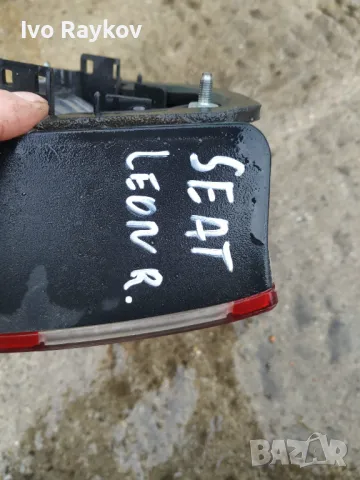 Ivo Raykov
SEAT
LEON R.
BAZAR